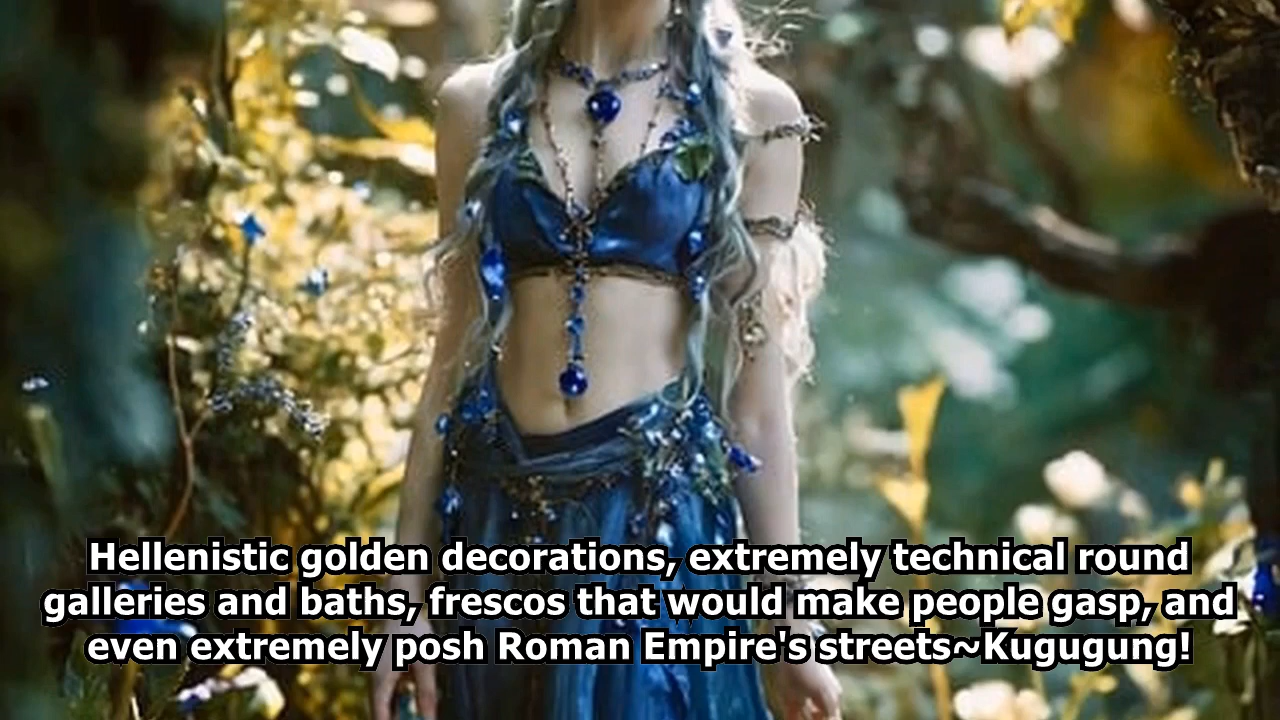 Hellenistic golden decorations, extremely technical round
galleries and baths, frescos that would make people gasp, and
even extremely posh Roman Empire's streets~Kugugung!